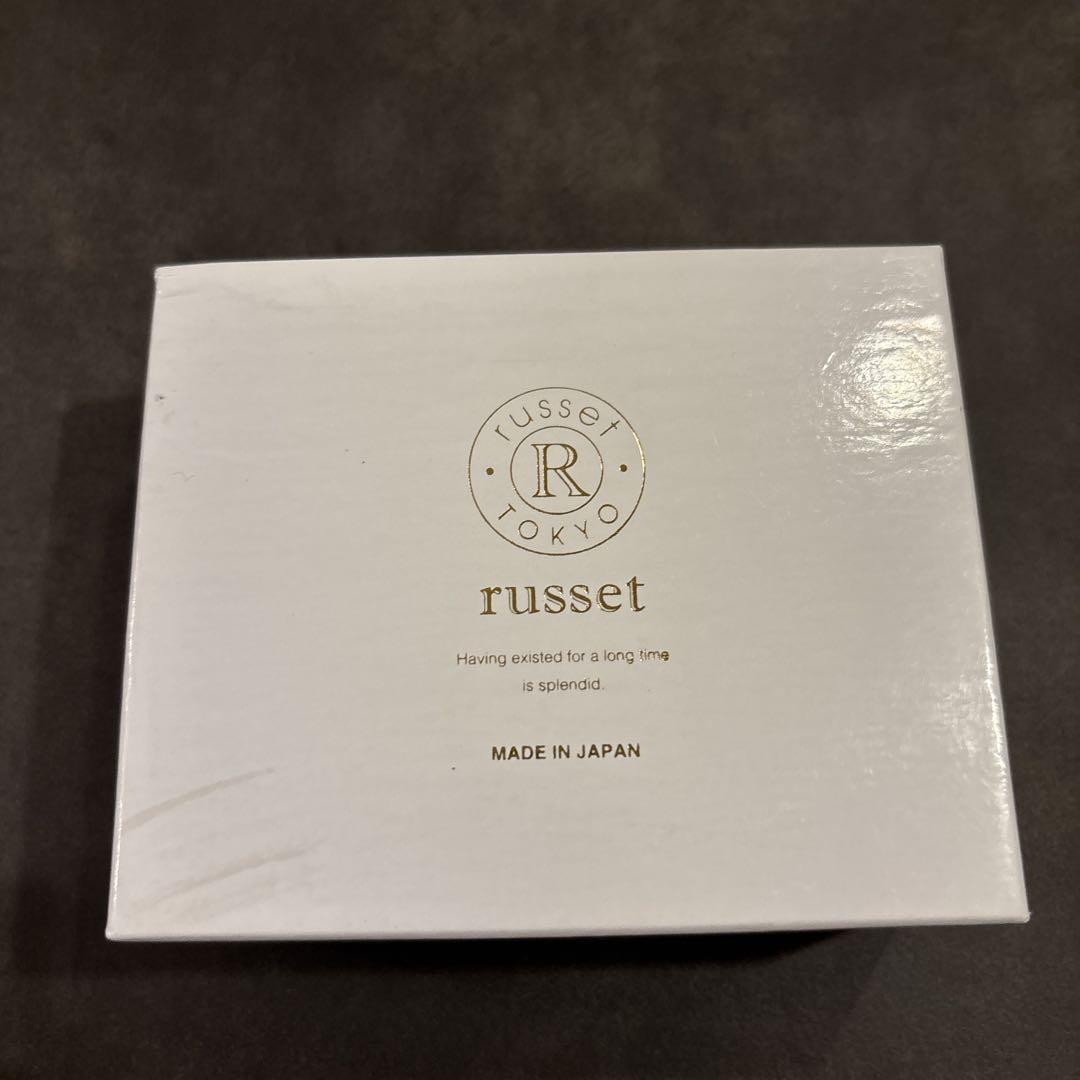 russet
R
TOKYO
russet
Having existed for a long time
is splendid.
MADE IN JAPAN